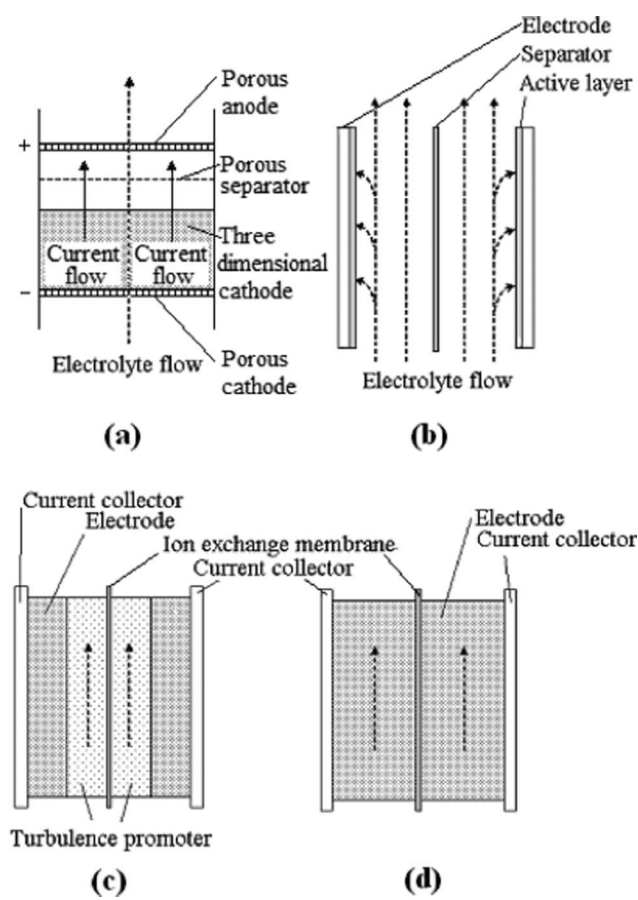 Porous
anode
+
Porous
separator
Current
flow
Current
flow
Three
dimensional
cathode
−
Electrolyte flow
Porous
cathode
(a)
Electrode
Separator
Active layer
Electrolyte flow
(b)
Current collector
Electrode
Ion exchange membrane
Current collector
Turbulence promoter
(c)
Electrode
Current collector
(d)